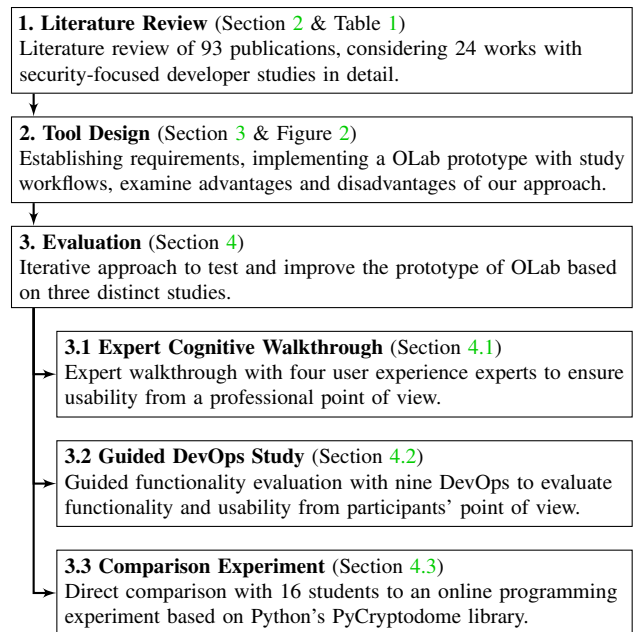 1. Literature Review (Section 2 & Table 1)
Literature review of 93 publications, considering 24 works with
security-focused developer studies in detail.
2. Tool Design (Section 3 & Figure 2)
Establishing requirements, implementing a OLab prototype with study
workflows, examine advantages and disadvantages of our approach.
3. Evaluation (Section 4)
Iterative approach to test and improve the prototype of OLab based
on three distinct studies.
3.1 Expert Cognitive Walkthrough (Section 4.1)
Expert walkthrough with four user experience experts to ensure
usability from a professional point of view.
3.2 Guided DevOps Study (Section 4.2)
Guided functionality evaluation with nine DevOps to evaluate
functionality and usability from participants' point of view.
3.3 Comparison Experiment (Section 4.3)
Direct comparison with 16 students to an online programming
experiment based on Python's PyCryptodome library.